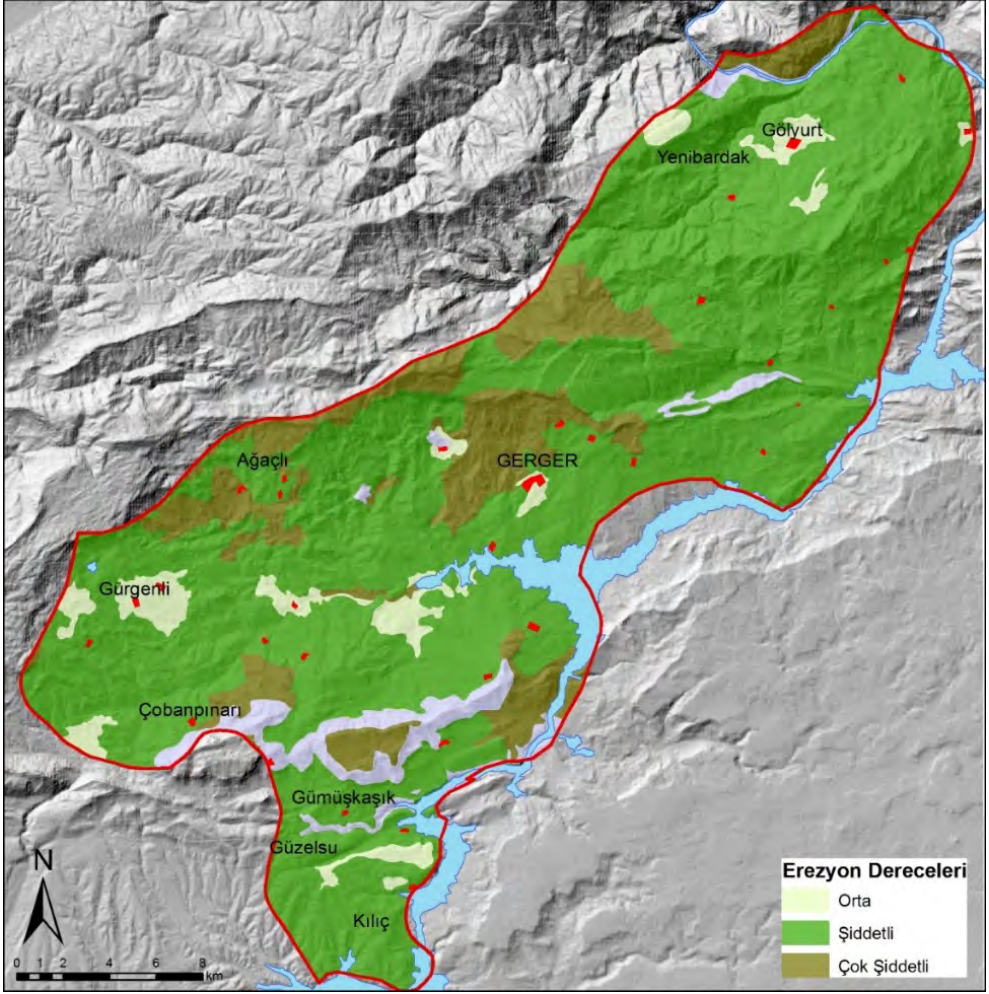 Gölyurt
Yenibardak
Ağaçlı
GERGER
Gürgenli
Çobanpınarı
Gümüşkaşık
Güzelsu
Kılıç
N
0 1 2 4 6 8
km
Erezyon Dereceleri
Orta
Şiddetli
Çok Şiddetli